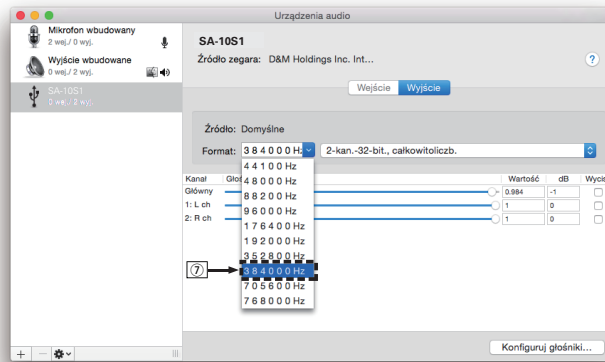 Urządzenia audio
Mikrofon wbudowany
2 wej./ 0 wyj.
Wyjście wbudowane
0 wej./ 2 wyj.
SA-10S1
0 wej./ 2 wyj.
SA-10S1
Źródło zegara: D&M Holdings Inc. Int...
?
Wejście Wyjście
Źródło: Domyślne
Format: 384000 Hz 2-kan.-32-bit., całkowitoliczb.
44100 Hz
48000 Hz
88200 Hz
96000 Hz
176400 Hz
192000 Hz
352800 Hz
⑦ 384000 Hz
705600 Hz
768000 Hz
Kanał Głoś Wartość dB Wycis
Główny 0.984 -1
1: L ch 1 0
2: R ch 1 0
Konfiguruj głośniki...